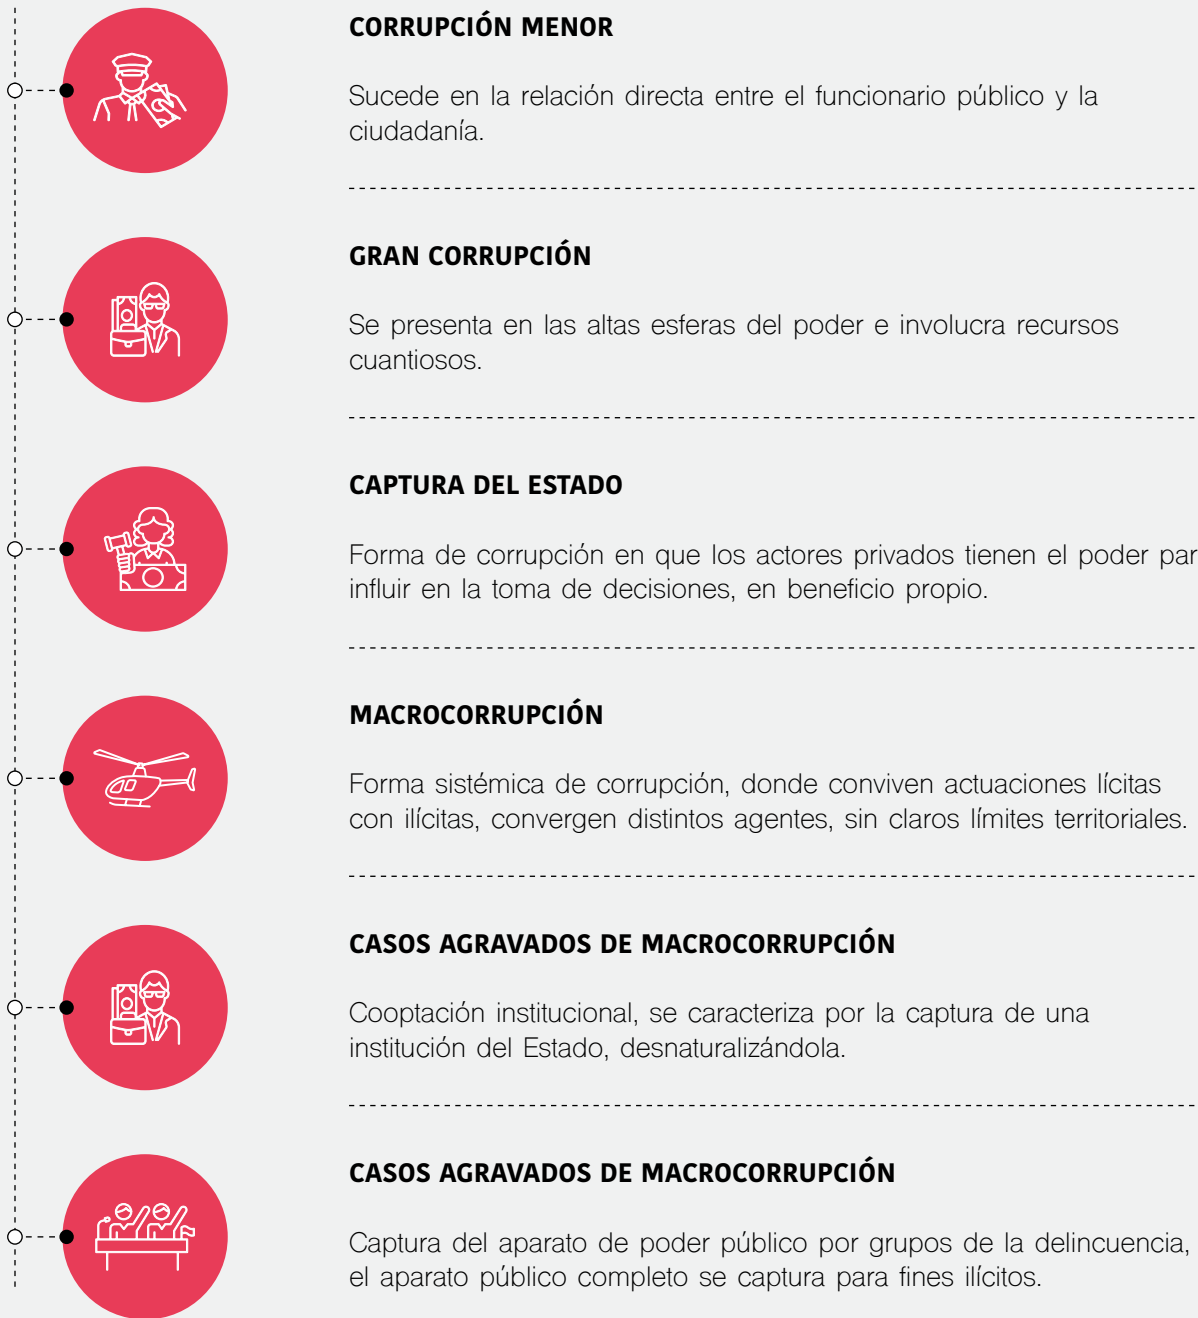 CORRUPCIÓN MENOR
Sucede en la relación directa entre el funcionario público y la
ciudadanía.
GRAN CORRUPCIÓN
Se presenta en las altas esferas del poder e involucra recursos
cuantiosos.
CAPTURA DEL ESTADO
Forma de corrupción en que los actores privados tienen el poder par
influir en la toma de decisiones, en beneficio propio.
MACROCORRUPCIÓN
Forma sistémica de corrupción, donde conviven actuaciones lícitas
con ilícitas, convergen distintos agentes, sin claros límites territoriales.
CASOS AGRAVADOS DE MACROCORRUPCIÓN
Cooptación institucional, se caracteriza por la captura de una
institución del Estado, desnaturalizándola.
CASOS AGRAVADOS DE MACROCORRUPCIÓN
Captura del aparato de poder público por grupos de la delincuencia,
el aparato público completo se captura para fines ilícitos.